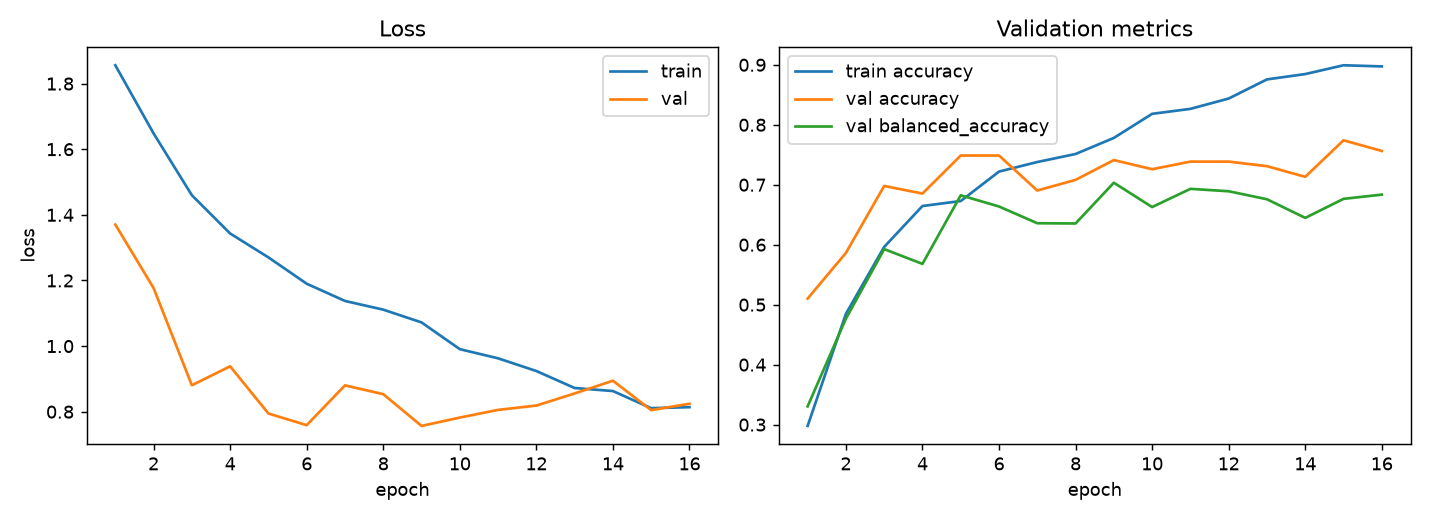 Loss
train
val
1.8
1.6
1.4
1.2
1.0
0.8
loss
2 4 6 8 10 12 14 16
epoch
Validation metrics
train accuracy
val accuracy
val balanced_accuracy
0.9
0.8
0.7
0.6
0.5
0.4
0.3
2 4 6 8 10 12 14 16
epoch